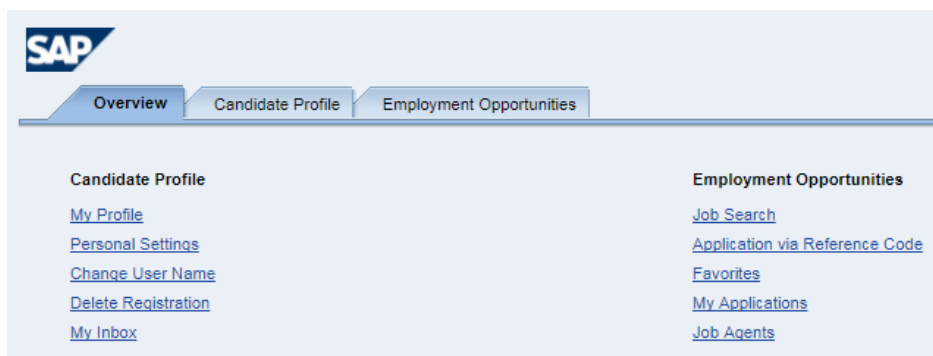 SAP
Overview
Candidate Profile
Employment Opportunities
Candidate Profile
My Profile
Personal Settings
Change User Name
Delete Registration
My Inbox
Employment Opportunities
Job Search
Application via Reference Code
Favorites
My Applications
Job Agents